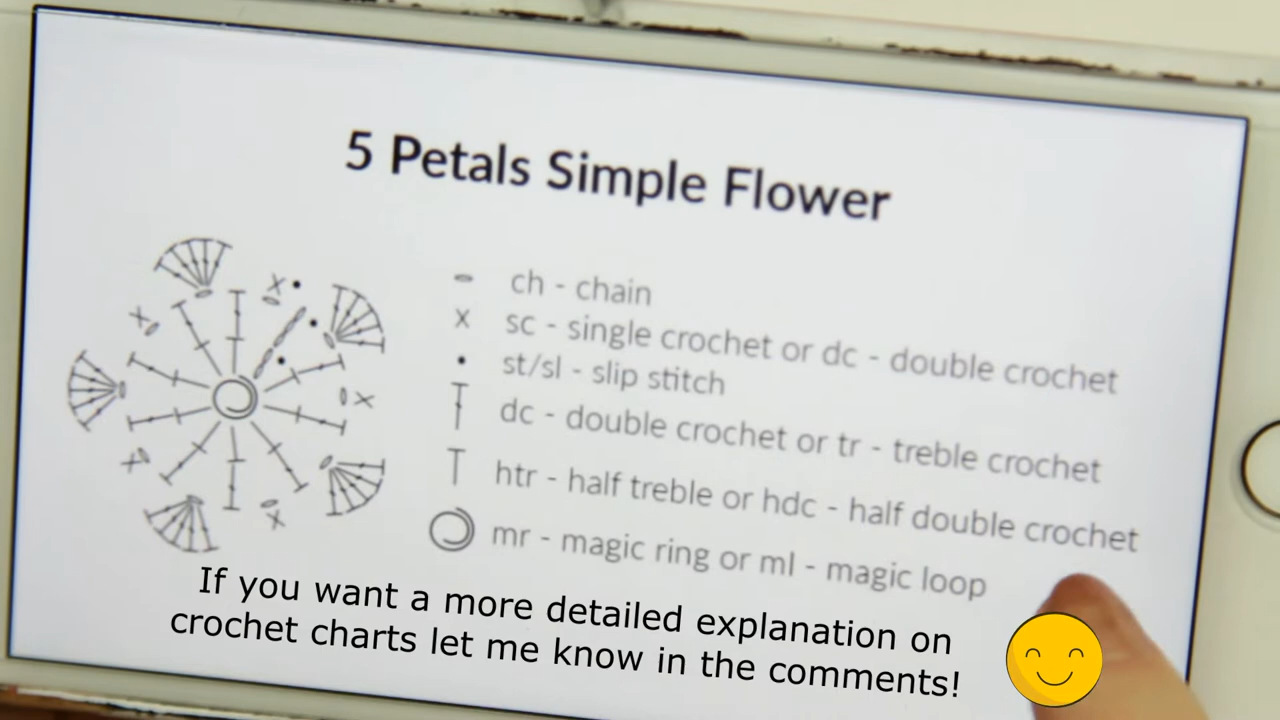 5 Petals Simple Flower
ch - chain
sc - single crochet or dc - double crochet
st/sl - slip stitch
dc - double crochet or tr - treble crochet
htr - half treble or hdc - half double crochet
mr - magic ring or ml - magic loop
If you want a more detailed explanation on
crochet charts let me know in the comments!